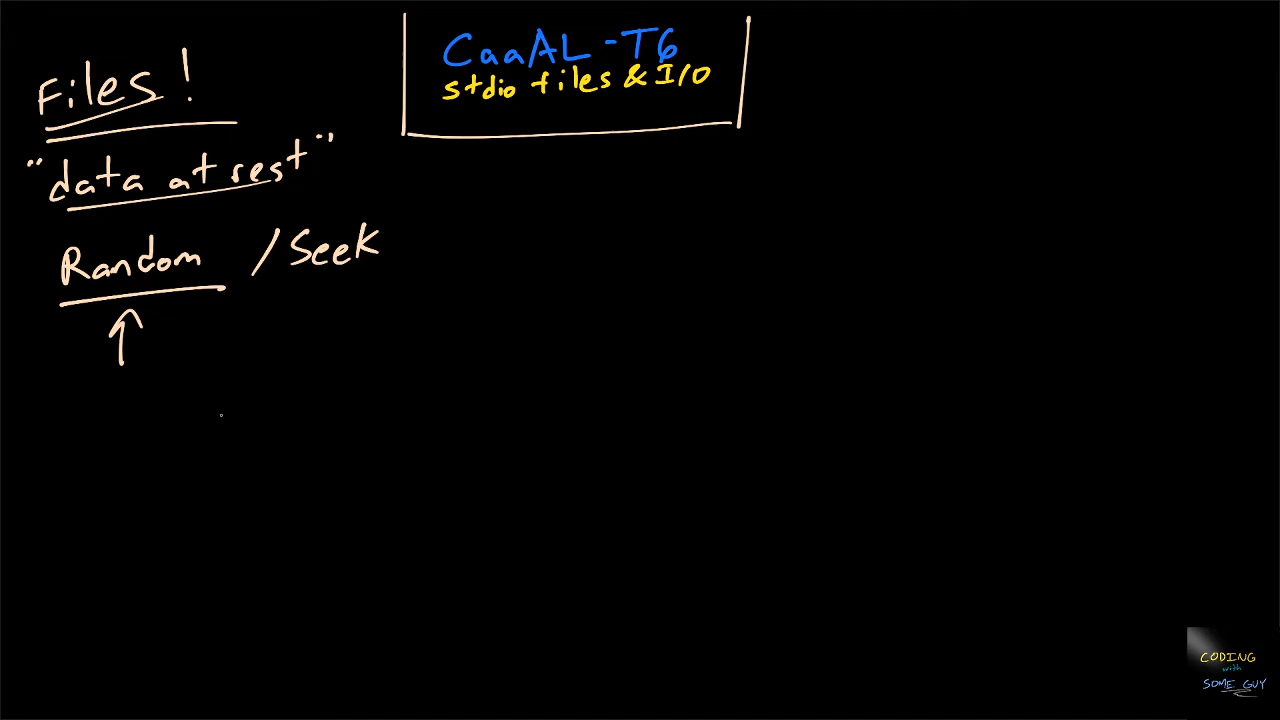 CaaAL - T6
stdio files & I/O
Files!
"data at rest"
Random / Seek
CODING
with
SOME GUY